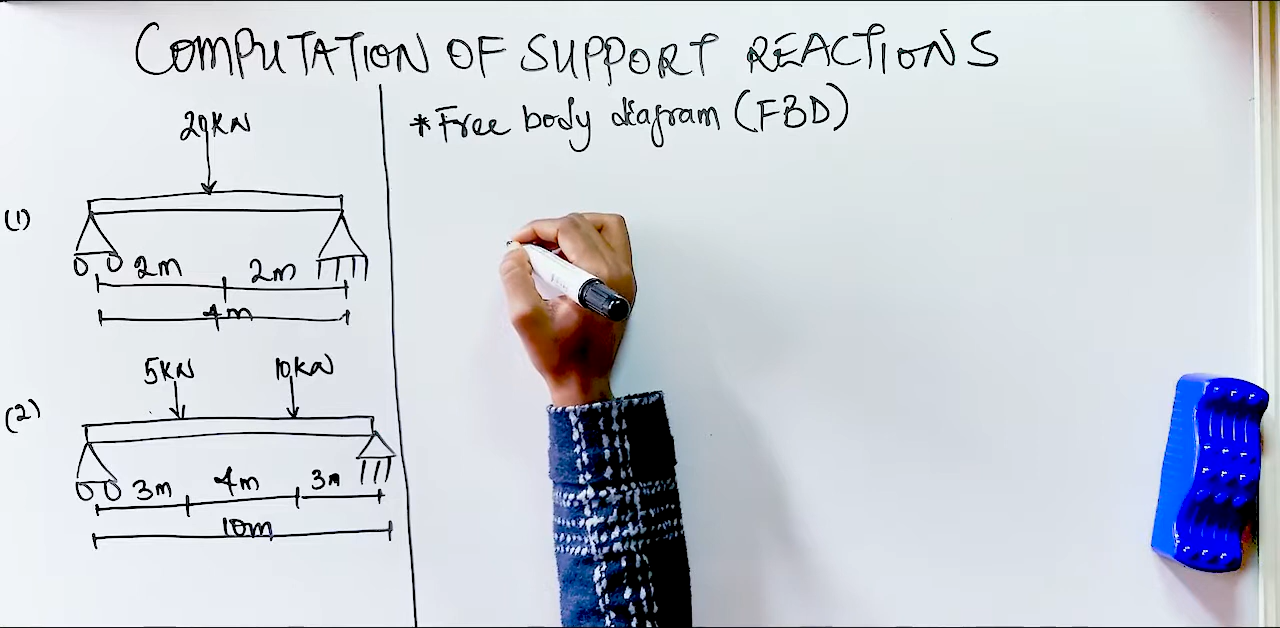 COMPUTATION OF SUPPORT REACTIONS
* Free body diagram (FBD)
(1)
2m
2m
4m
5KN
10KN
(2)
3m
4m
3m
10m